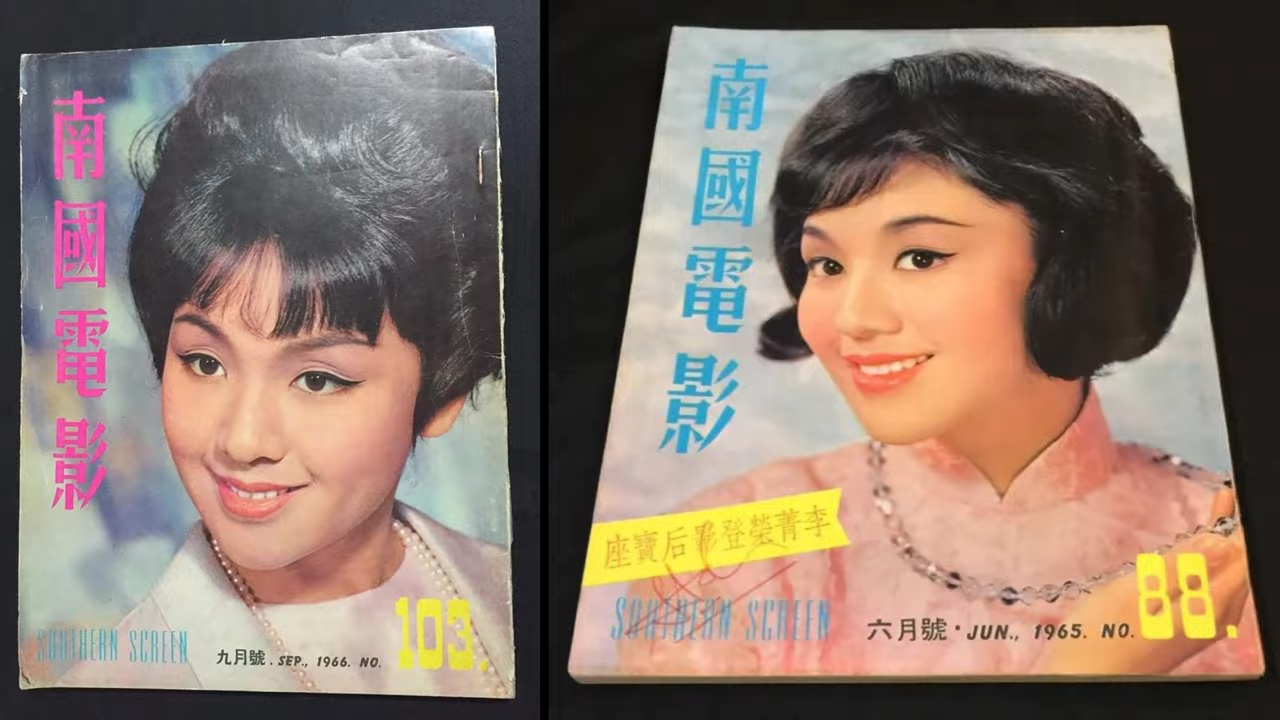 南國電影
SOUTHERN SCREEN
九月號 . SEP., 1966. NO. 103.
南國電影
李菁榮登影后寶座
SOUTHERN SCREEN
六月號 · JUN., 1965. NO. 88.